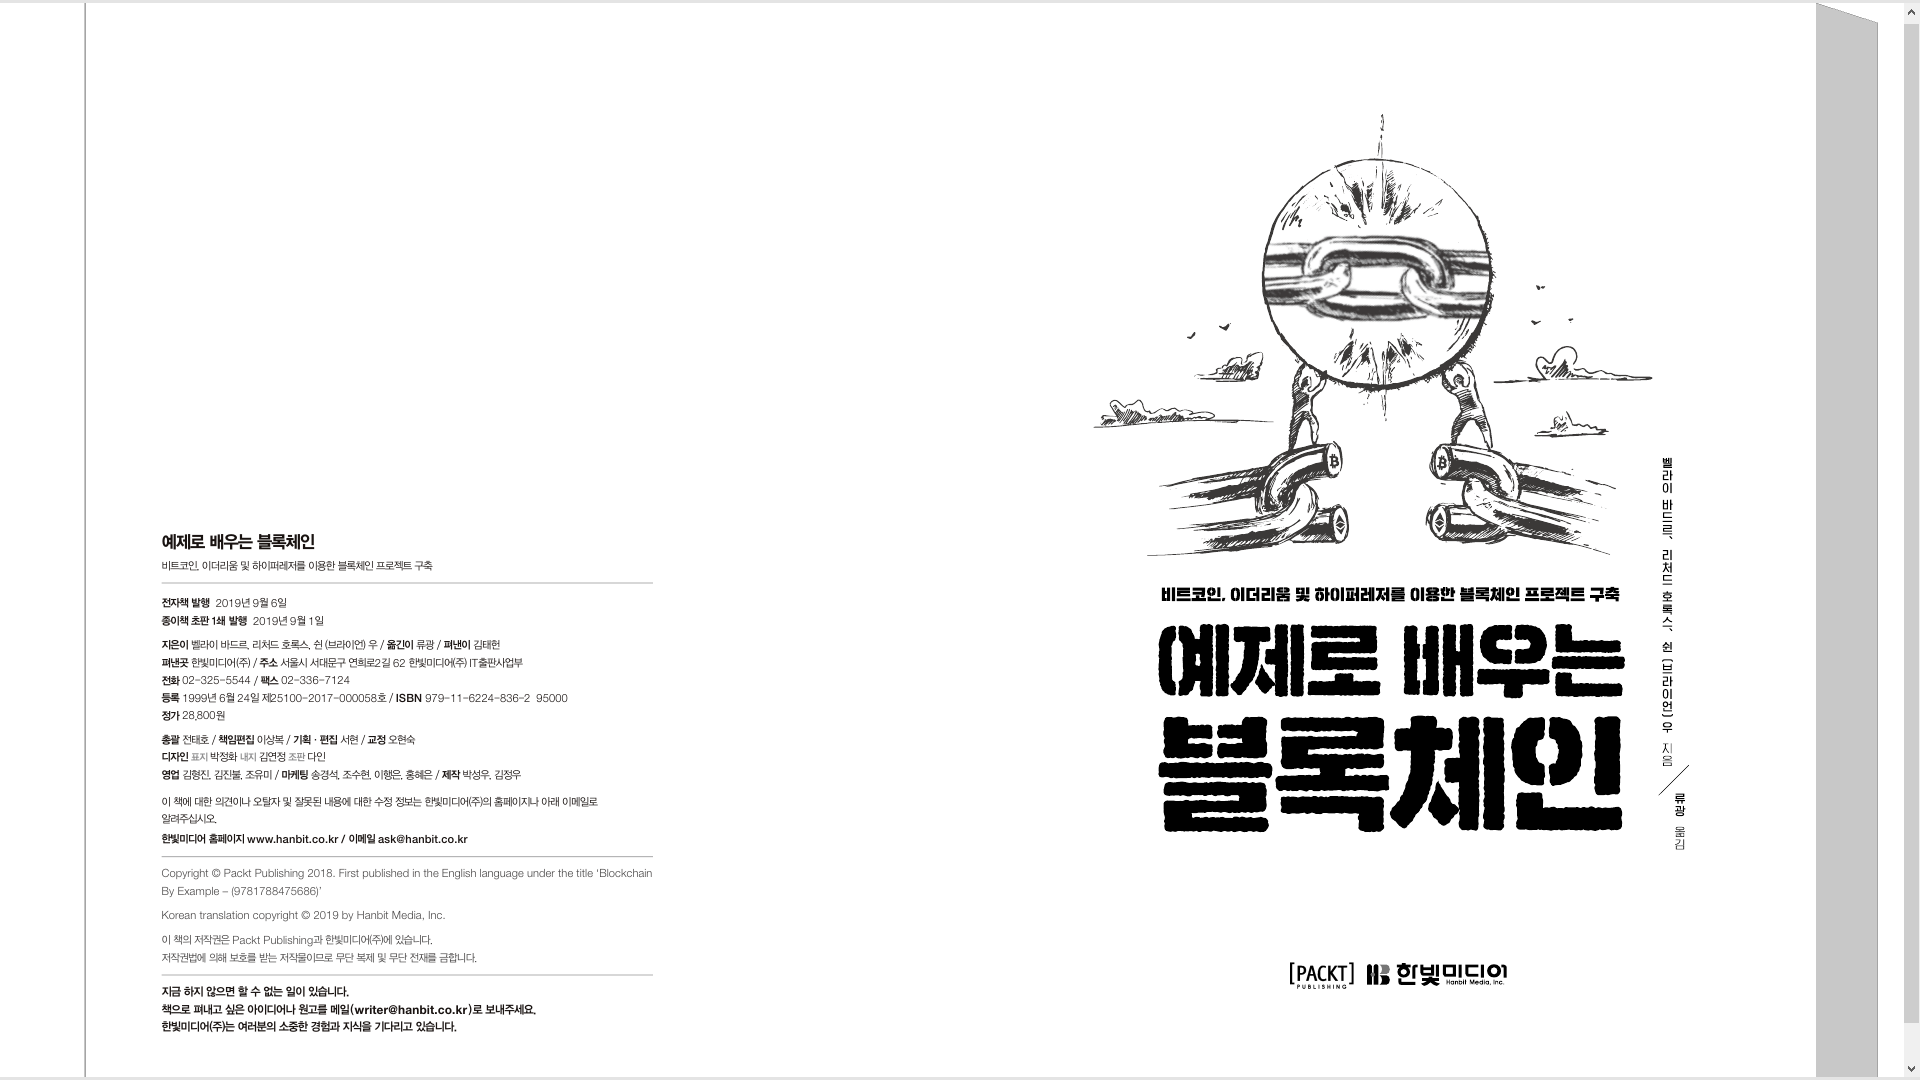 예제로 배우는 블록체인
비트코인, 이더리움 및 하이퍼레저를 이용한 블록체인 프로젝트 구축
전자책 발행 2019년 9월 6일
종이책 초판 1쇄 발행 2019년 9월 1일
지은이 벨라이 바드르, 리처드 호록스, 쉰 (브라이언) 우 / 옮긴이 류광 / 펴낸이 김태헌
펴낸곳 한빛미디어(주) / 주소 서울시 서대문구 연희로2길 62 한빛미디어(주) IT출판사업부
전화 02-325-5544 / 팩스 02-336-7124
등록 1999년 6월 24일 제25100-2017-000058호 / ISBN 979-11-6224-836-2 95000
정가 28,800원
총괄 전태호 / 책임편집 이상복 / 기획 · 편집 서현 / 교정 오현숙
디자인 표지 박정화 내지 김연정 조판 다인
영업 김형진, 김진불, 조유미 / 마케팅 송경석, 조수현, 이행은, 홍혜은 / 제작 박성우, 김정우
이 책에 대한 의견이나 오탈자 및 잘못된 내용에 대한 수정 정보는 한빛미디어(주)의 홈페이지나 아래 이메일로
알려주십시오.
한빛미디어 홈페이지 www.hanbit.co.kr / 이메일 ask@hanbit.co.kr
Copyright © Packt Publishing 2018. First published in the English language under the title ‘Blockchain
By Example – (9781788475686)’
Korean translation copyright © 2019 by Hanbit Media, Inc.
이 책의 저작권은 Packt Publishing과 한빛미디어(주)에 있습니다.
저작권법에 의해 보호를 받는 저작물이므로 무단 복제 및 무단 전재를 금합니다.
지금 하지 않으면 할 수 없는 일이 있습니다.
책으로 펴내고 싶은 아이디어나 원고를 메일(writer@hanbit.co.kr)로 보내주세요.
한빛미디어(주)는 여러분의 소중한 경험과 지식을 기다리고 있습니다.
비트코인, 이더리움 및 하이퍼레저를 이용한 블록체인 프로젝트 구축
예제로 배우는
블록체인
벨라이 바드르, 리처드 호록스, 쉰 (브라이언) 우 지음
류광 옮김
[PACKT]
PUBLISHING
한빛미디어
Hanbit Media, Inc.